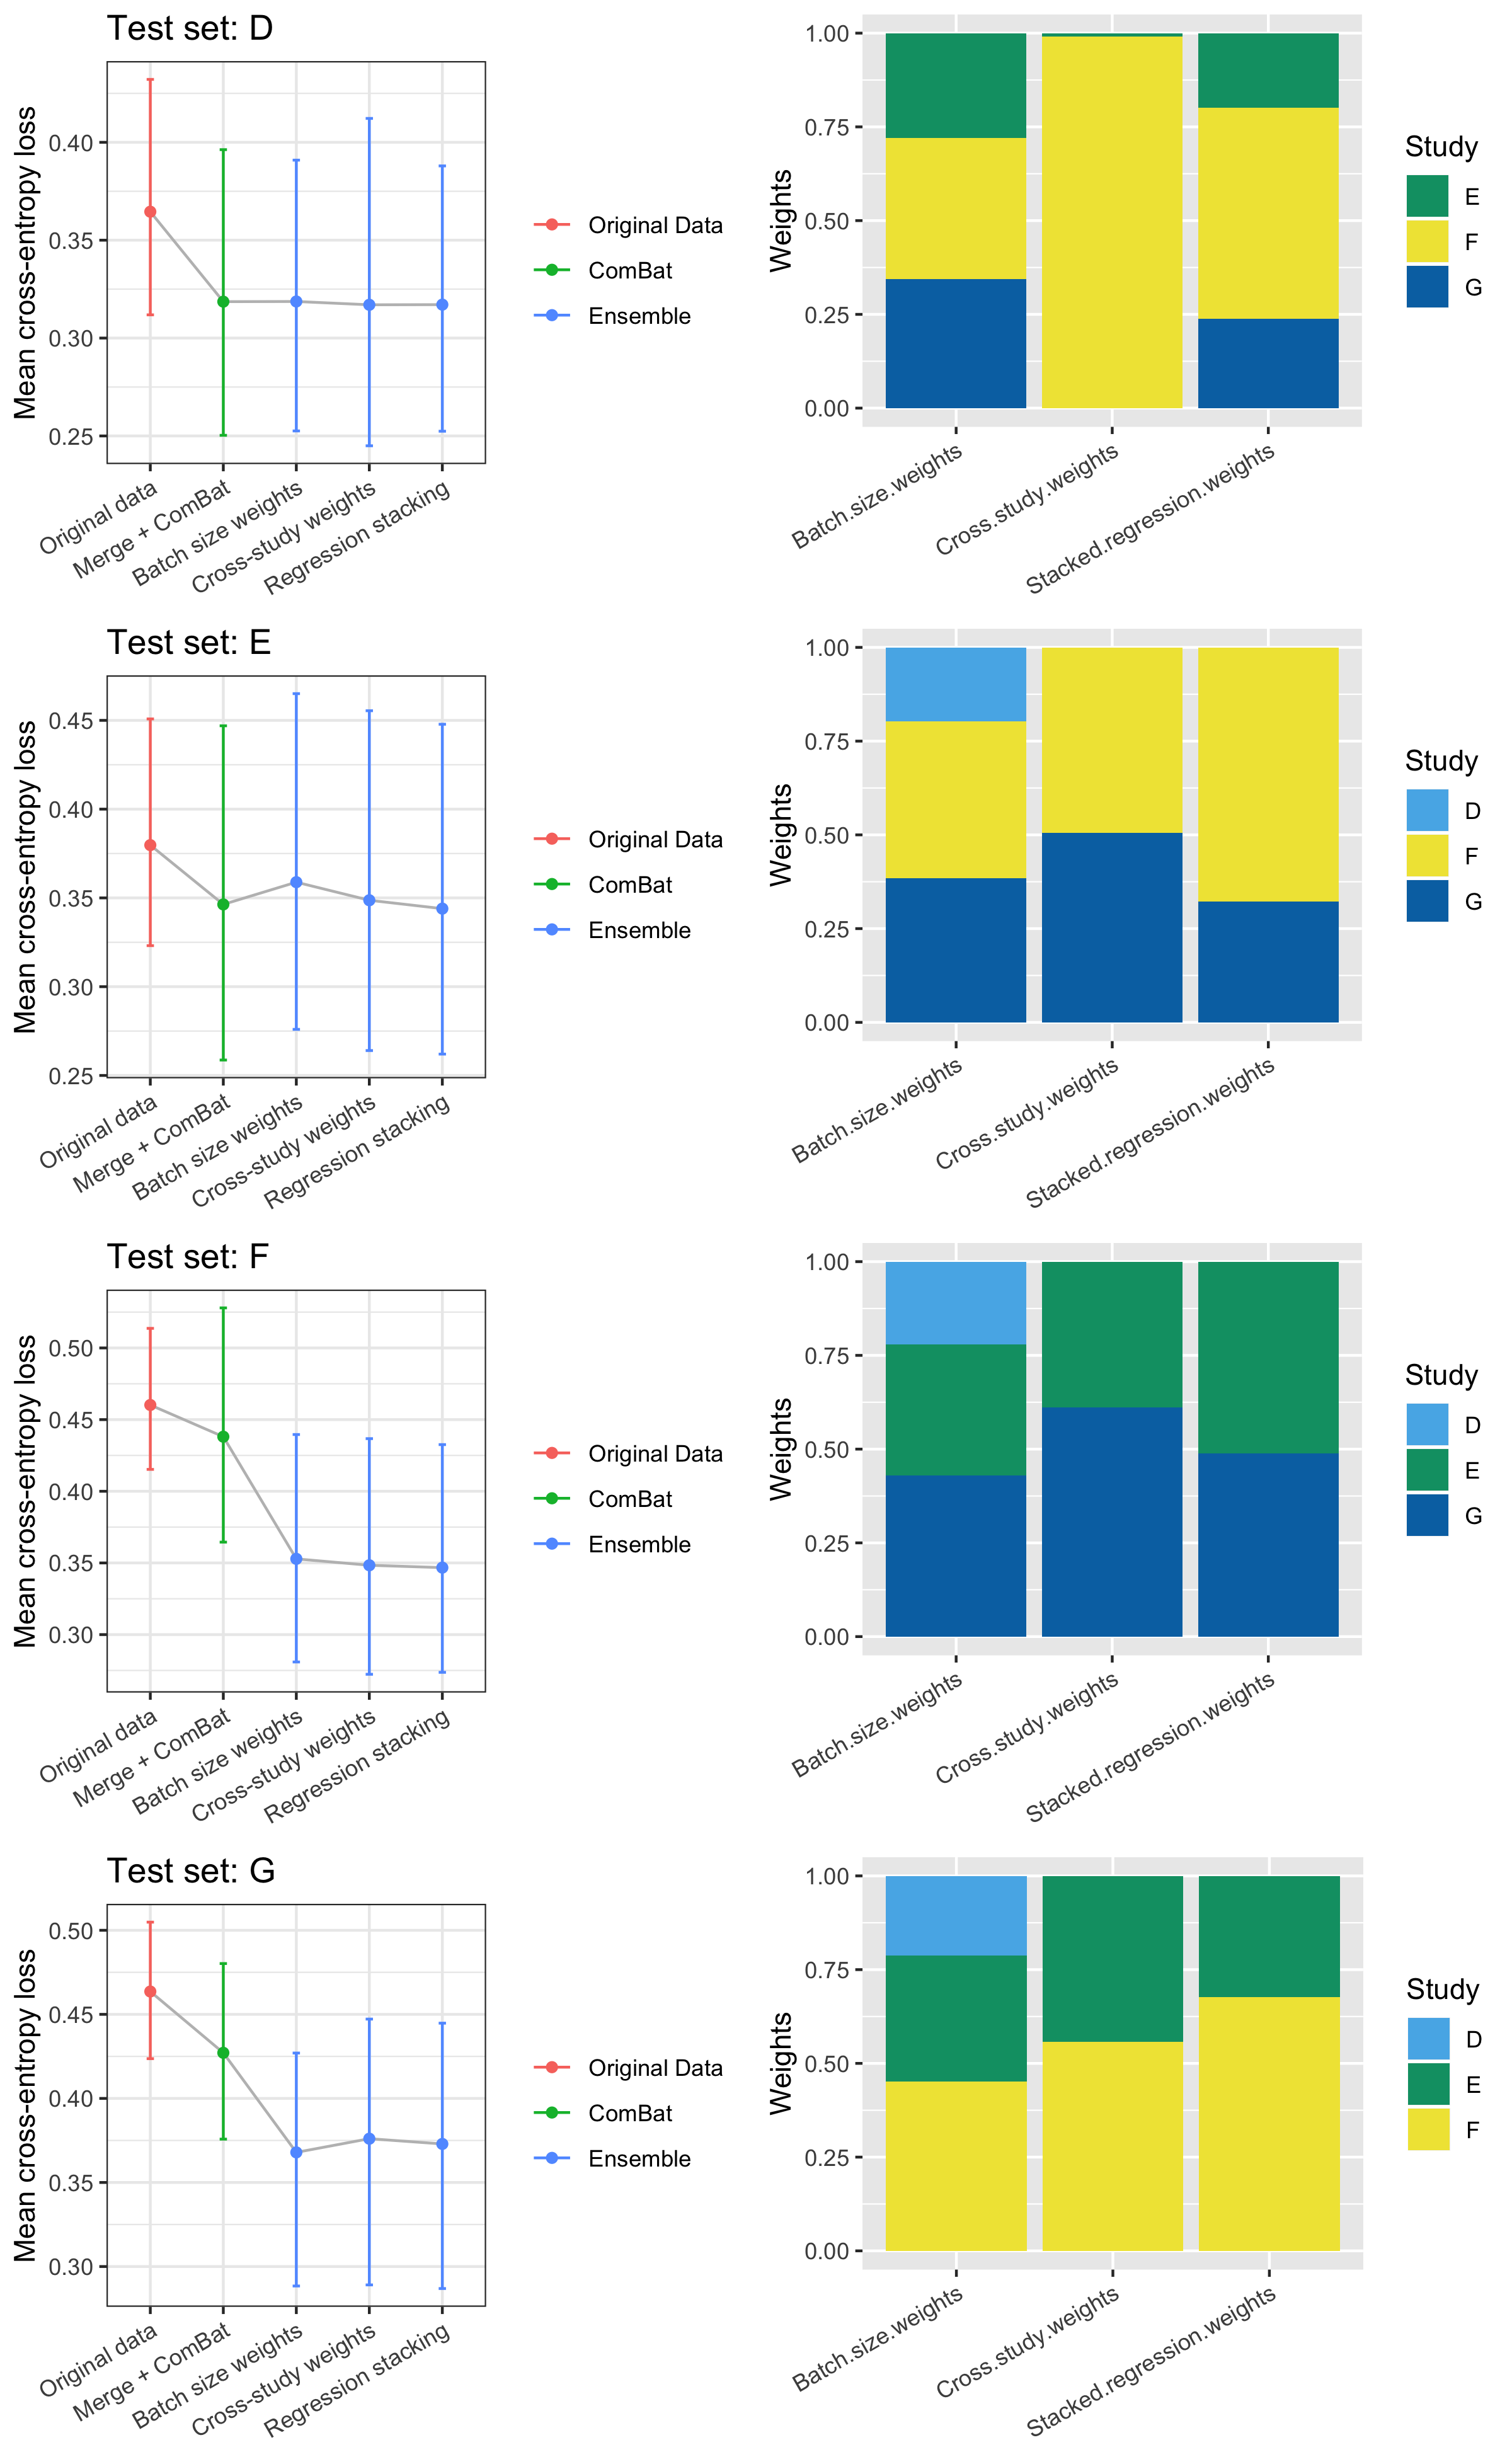 Test set: D
Mean cross-entropy loss
0.40
0.35
0.30
0.25
Original data
Merge + ComBat
Batch size weights
Cross-study weights
Regression stacking
Original Data
ComBat
Ensemble
Weights
1.00
0.75
0.50
0.25
0.00
Batch.size.weights
Cross.study.weights
Stacked.regression.weights
Study
E
F
G
Test set: E
Mean cross-entropy loss
0.45
0.40
0.35
0.30
0.25
Original data
Merge + ComBat
Batch size weights
Cross-study weights
Regression stacking
Original Data
ComBat
Ensemble
Weights
1.00
0.75
0.50
0.25
0.00
Batch.size.weights
Cross.study.weights
Stacked.regression.weights
Study
D
F
G
Test set: F
Mean cross-entropy loss
0.50
0.45
0.40
0.35
0.30
Original data
Merge + ComBat
Batch size weights
Cross-study weights
Regression stacking
Original Data
ComBat
Ensemble
Weights
1.00
0.75
0.50
0.25
0.00
Batch.size.weights
Cross.study.weights
Stacked.regression.weights
Study
D
E
G
Test set: G
Mean cross-entropy loss
0.50
0.45
0.40
0.35
0.30
Original data
Merge + ComBat
Batch size weights
Cross-study weights
Regression stacking
Original Data
ComBat
Ensemble
Weights
1.00
0.75
0.50
0.25
0.00
Batch.size.weights
Cross.study.weights
Stacked.regression.weights
Study
D
E
F